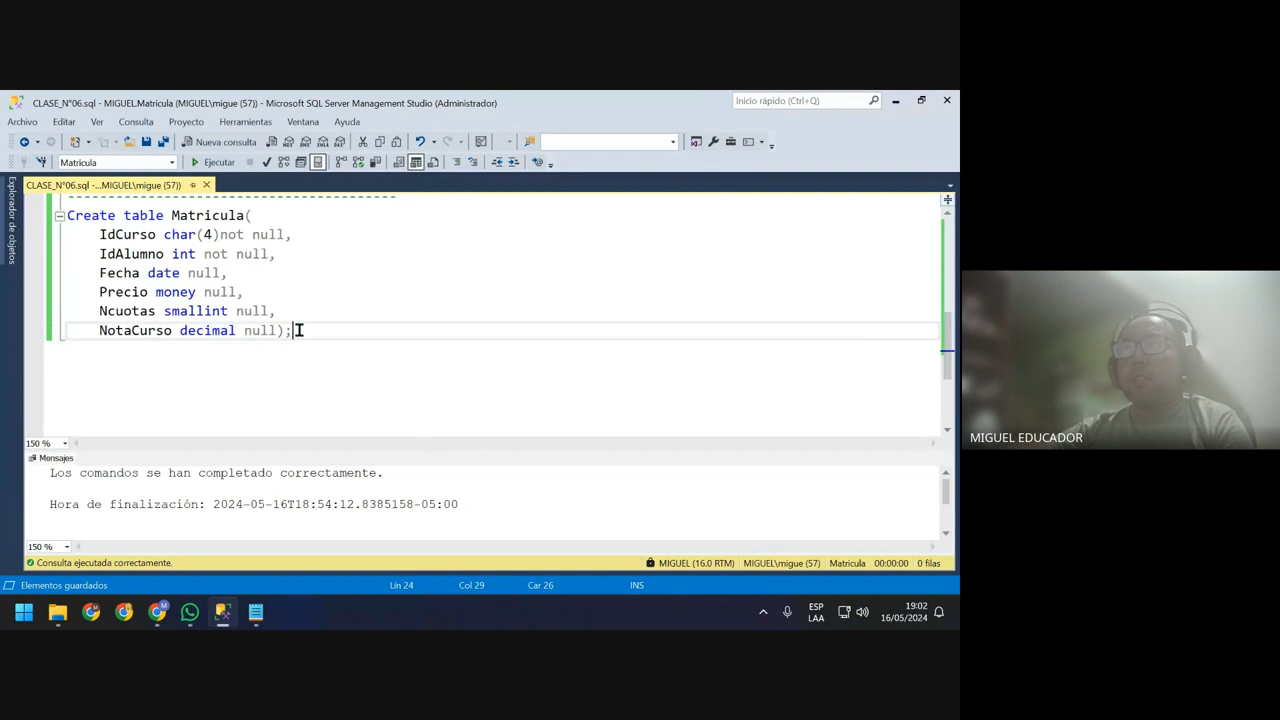 CLASE_N°06.sql - MIGUEL.Matricula (MIGUEL\migue (57)) - Microsoft SQL Server Management Studio (Administrador)
Inicio rápido (Ctrl+Q)
Archivo Editar Ver Consulta Proyecto Herramientas Ventana Ayuda
Nueva consulta
Matricula
Ejecutar
Explorador de objetos
CLASE_N°06.sql -...MIGUEL\migue (57))
Create table Matricula(
IdCurso char(4)not null,
IdAlumno int not null,
Fecha date null,
Precio money null,
Ncuotas smallint null,
NotaCurso decimal null);
150 %
Mensajes
Los comandos se han completado correctamente.
Hora de finalización: 2024-05-16T18:54:12.8385158-05:00
150 %
Consulta ejecutada correctamente.
MIGUEL (16.0 RTM) MIGUEL\migue (57) Matricula 00:00:00 0 filas
Elementos guardados
Lín 24 Col 29 Car 26 INS
ESP
LAA
19:02
16/05/2024
MIGUEL EDUCADOR